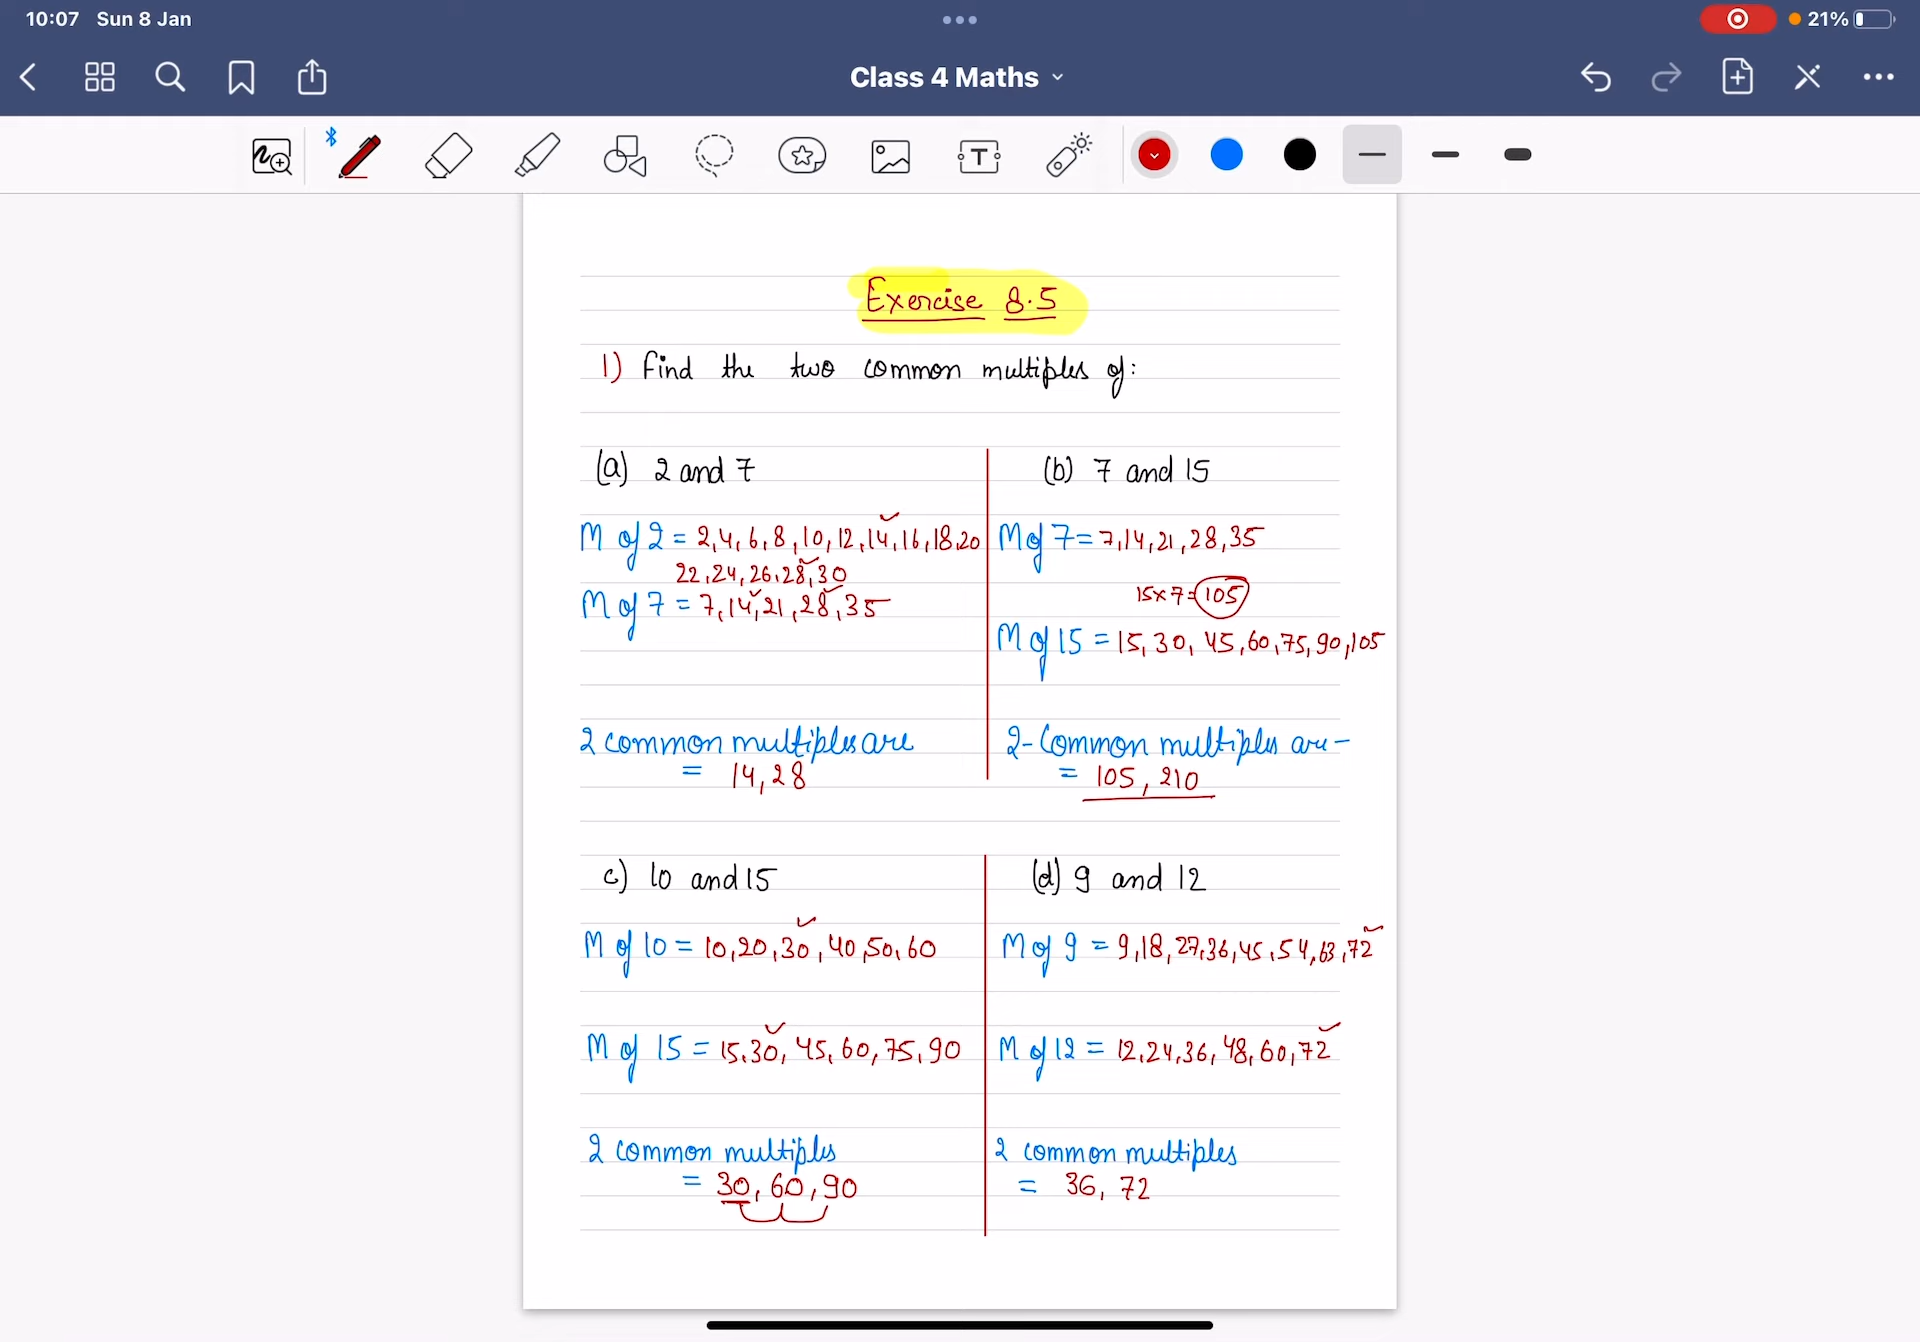 10:07 Sun 8 Jan
21%
Class 4 Maths
T
Exercise 8.5
1) Find the two common multiples of:
(a) 2 and 7
M of 2 = 2,4,6,8,10,12,14,16,18,20
22,24,26,28,30
M of 7 = 7,14,21,28,35
2 common multiples are
= 14,28
(b) 7 and 15
M of 7 = 7,14,21,28,35
15x7=105
M of 15 = 15,30,45,60,75,90,105
2-Common multiples are-
= 105, 210
c) 10 and 15
M of 10 = 10,20,30,40,50,60
M of 15 = 15,30,45,60,75,90
2 common multiples
= 30,60,90
(d) 9 and 12
M of 9 = 9,18,27,36,45,54,63,72
M of 12 = 12,24,36,48,60,72
2 common multiples
= 36, 72